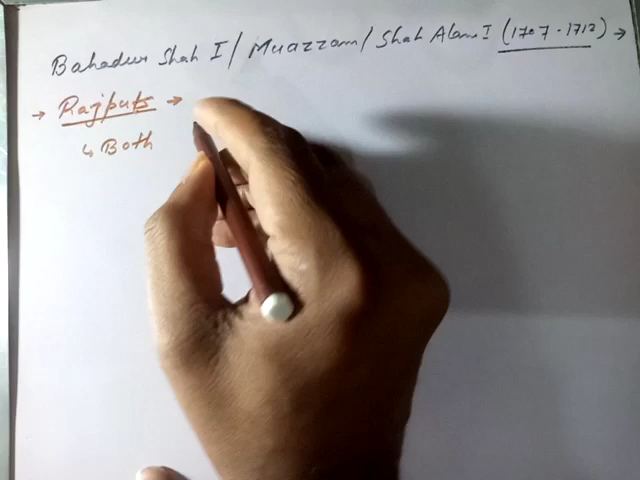 Bahadur Shah I / Muazzam / Shah Alam I (1707-1712) →
→ Rajputs →
↳ Both